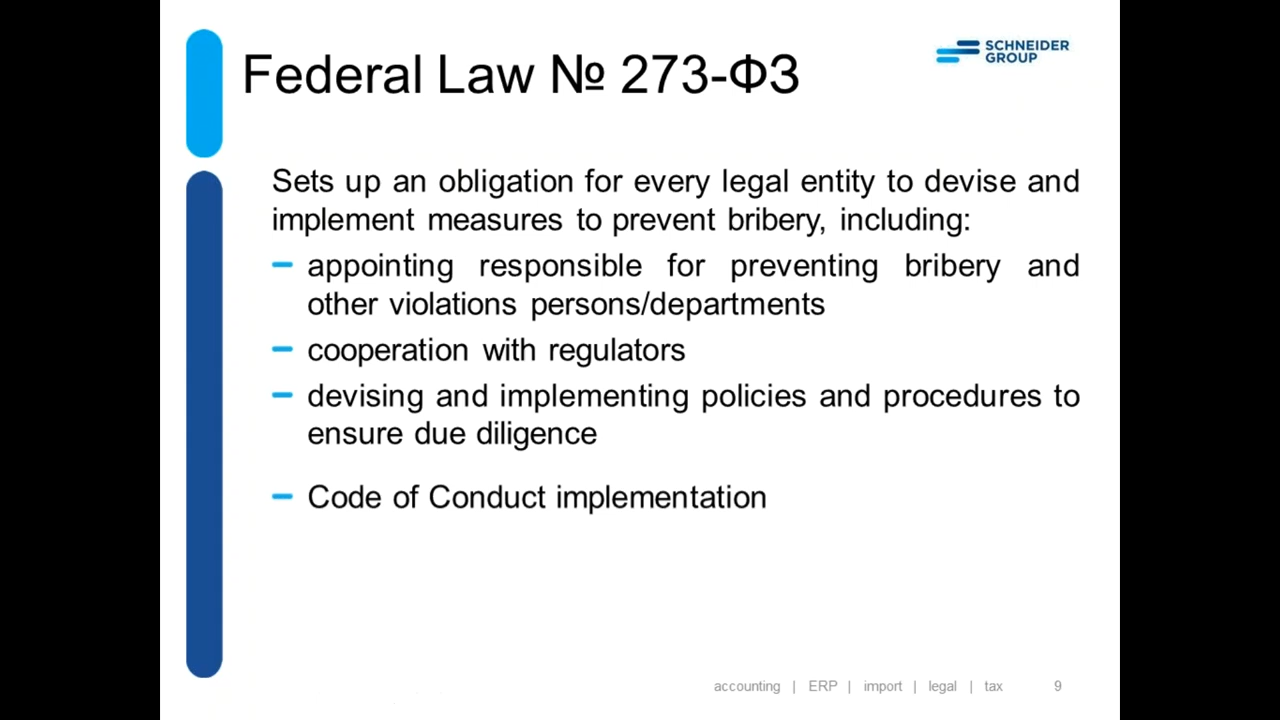 Federal Law № 273-ФЗ
SCHNEIDER
GROUP
Sets up an obligation for every legal entity to devise and
implement measures to prevent bribery, including:
– appointing responsible for preventing bribery and
other violations persons/departments
– cooperation with regulators
– devising and implementing policies and procedures to
ensure due diligence
– Code of Conduct implementation
accounting | ERP | import | legal | tax 9